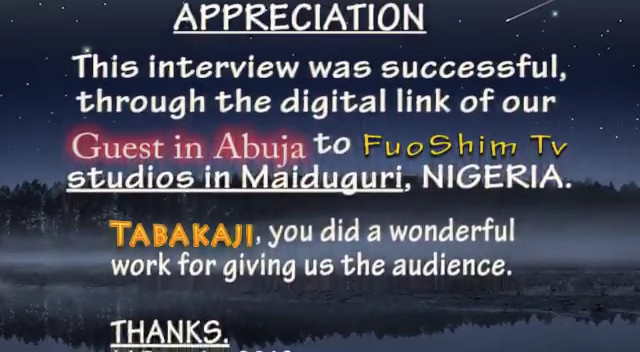 APPRECIATION
This interview was successful,
through the digital link of our
Guest in Abuja to FuoShim Tv
studios in Maiduguri, NIGERIA.
TABAKAJI, you did a wonderful
work for giving us the audience.
THANKS.